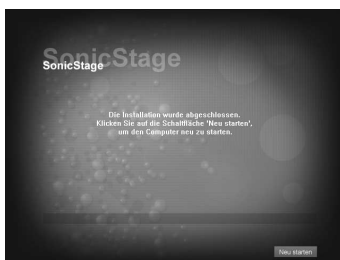 SonicStage
SonicStage
Die Installation wurde abgeschlossen.
Klicken Sie auf die Schaltfläche 'Neu starten',
um den Computer neu zu starten.
Neu starten